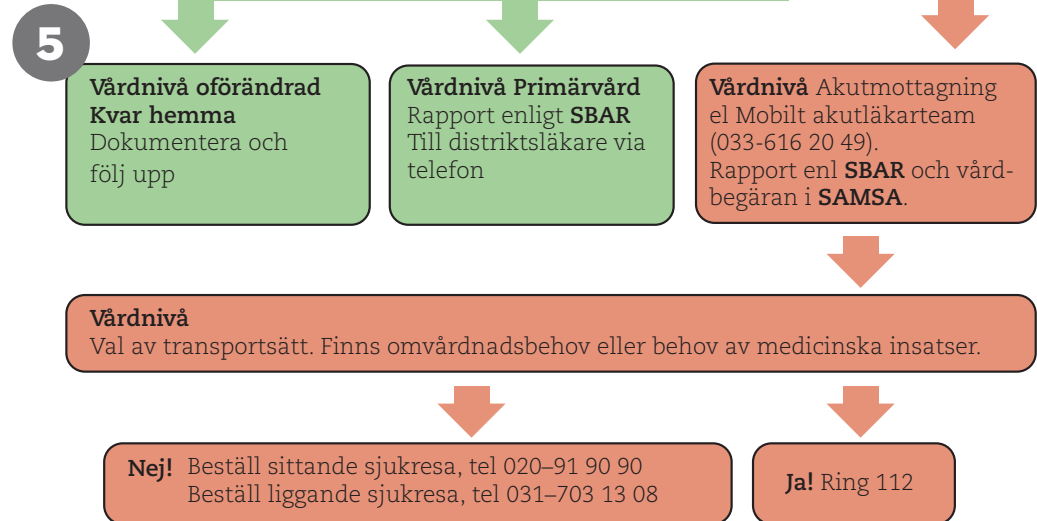 5
Vårdnivå oförändrad
Kvar hemma
Dokumentera och
följ upp
Vårdnivå Primärvård
Rapport enligt SBAR
Till distriktsläkare via
telefon
Vårdnivå Akutmottagning
el Mobilt akutläkarteam
(033-616 20 49).
Rapport enl SBAR och vård-
begäran i SAMSA.
Vårdnivå
Val av transportsätt. Finns omvårdnadsbehov eller behov av medicinska insatser.
Nej! Beställ sittande sjukresa, tel 020–91 90 90
Beställ liggande sjukresa, tel 031–703 13 08
Ja! Ring 112